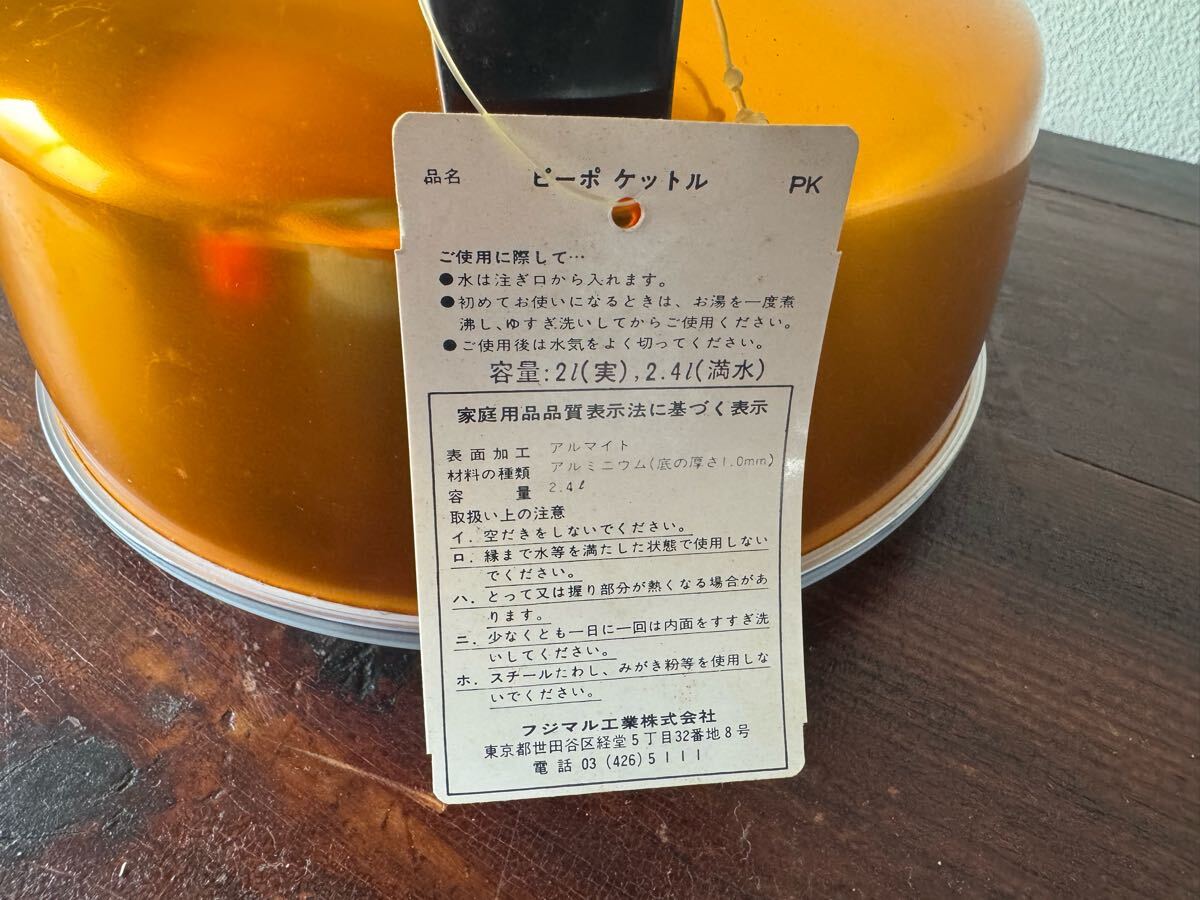 品名 ピーポ ケットル PK
ご使用に際して…
●水は注ぎ口から入れます。
●初めてお使いになるときは、お湯を一度煮
沸し、ゆすぎ洗いしてからご使用ください。
●ご使用後は水気をよく切ってください。
容量:2l(実),2.4l(満水)
家庭用品品質表示法に基づく表示
表面加工 アルマイト
材料の種類 アルミニウム(底の厚さ1.0mm)
容量 2.4ℓ
取扱い上の注意
イ. 空だきをしないでください。
ロ. 縁まで水等を満たした状態で使用しない
でください。
ハ. とって又は握り部分が熱くなる場合があ
ります。
ニ. 少なくとも一日に一回は内面をすすぎ洗
いしてください。
ホ. スチールたわし、みがき粉等を使用しな
いでください。
フジマル工業株式会社
東京都世田谷区経堂5丁目32番地8号
電話 03 (426) 5111